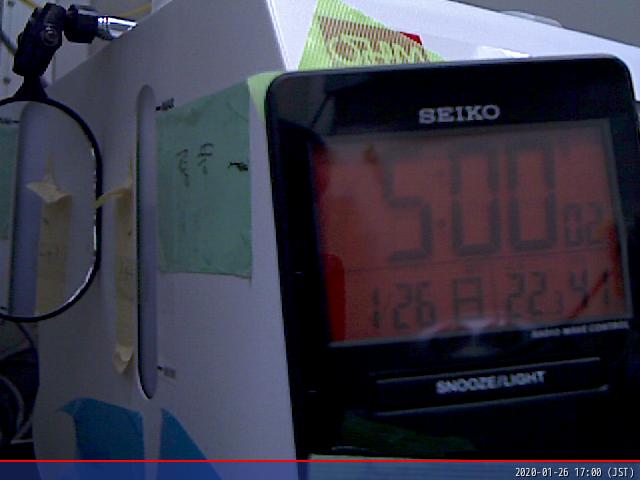 SEIKO
5:00 02
1/26 日 22.3 41
RADIO WAVE CONTROL
SNOOZE/LIGHT
2020-01-26 17:00 (JST)